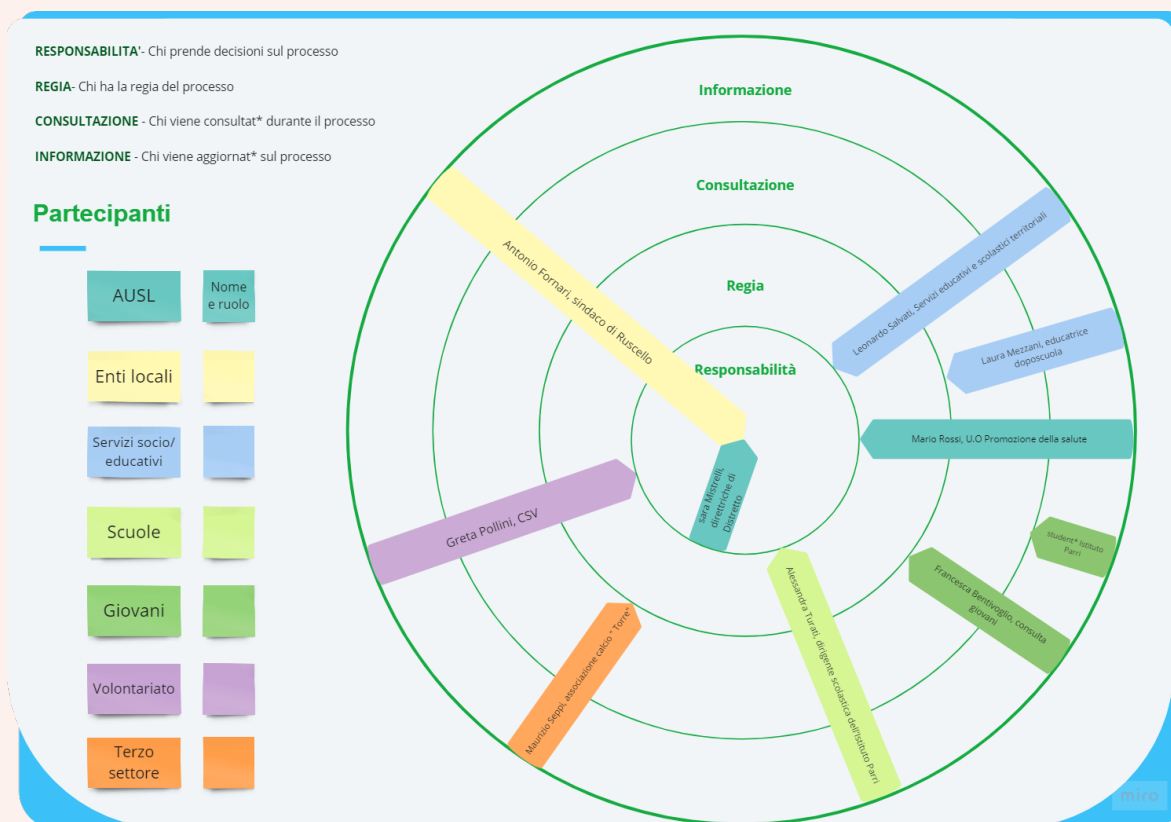 RESPONSABILITA'- Chi prende decisioni sul processo
REGIA- Chi ha la regia del processo
CONSULTAZIONE - Chi viene consultat* durante il processo
INFORMAZIONE - Chi viene aggiornat* sul processo
Partecipanti
AUSL
Nome
e ruolo
Enti locali
Servizi socio/
educativi
Scuole
Giovani
Volontariato
Terzo
settore
Informazione
Consultazione
Regia
Responsabilità
Antonio Fornari, sindaco di Ruscello
Leonardo Salvati, Servizi educativi e scolastici territoriali
Laura Mezzani, educatrice
doposcuola
Mario Rossi, U.O Promozione della salute
sara Mistrelli,
direttrice di
Distretto
Greta Pollini, CSV
student* Istituto
Parri
Francesca Bentivoglio, consulta
giovani
Alessandra Turati, dirigente scolastica dell'Istituto Parri
Maurizio Seppi, associazione calcio " Torre"
miro